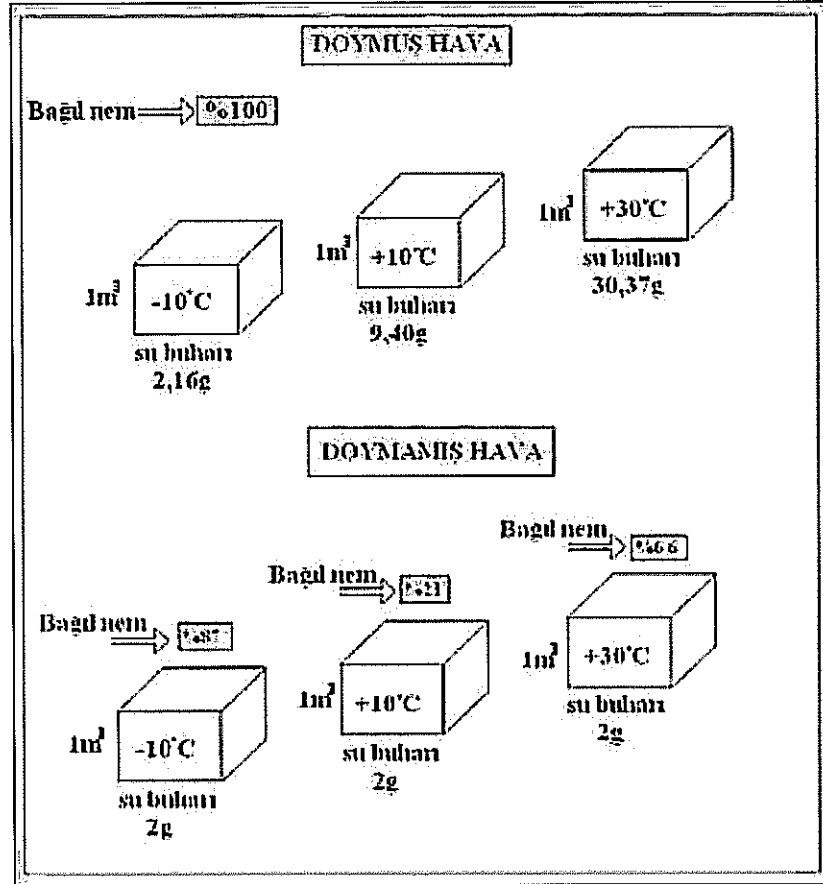 DOYMUŞ HAVA
Bağıl nem %100
1m³ +30°C
su buharı
30,37g
1m³ +10°C
su buharı
9,40g
1m³ -10°C
su buharı
2,16g
DOYMAMIŞ HAVA
Bağıl nem
%66
Bağıl nem
%21
Bağıl nem
1m³ +30°C
su buharı
2g
1m³ +10°C
su buharı
2g
1m³ -10°C
su buharı
2g